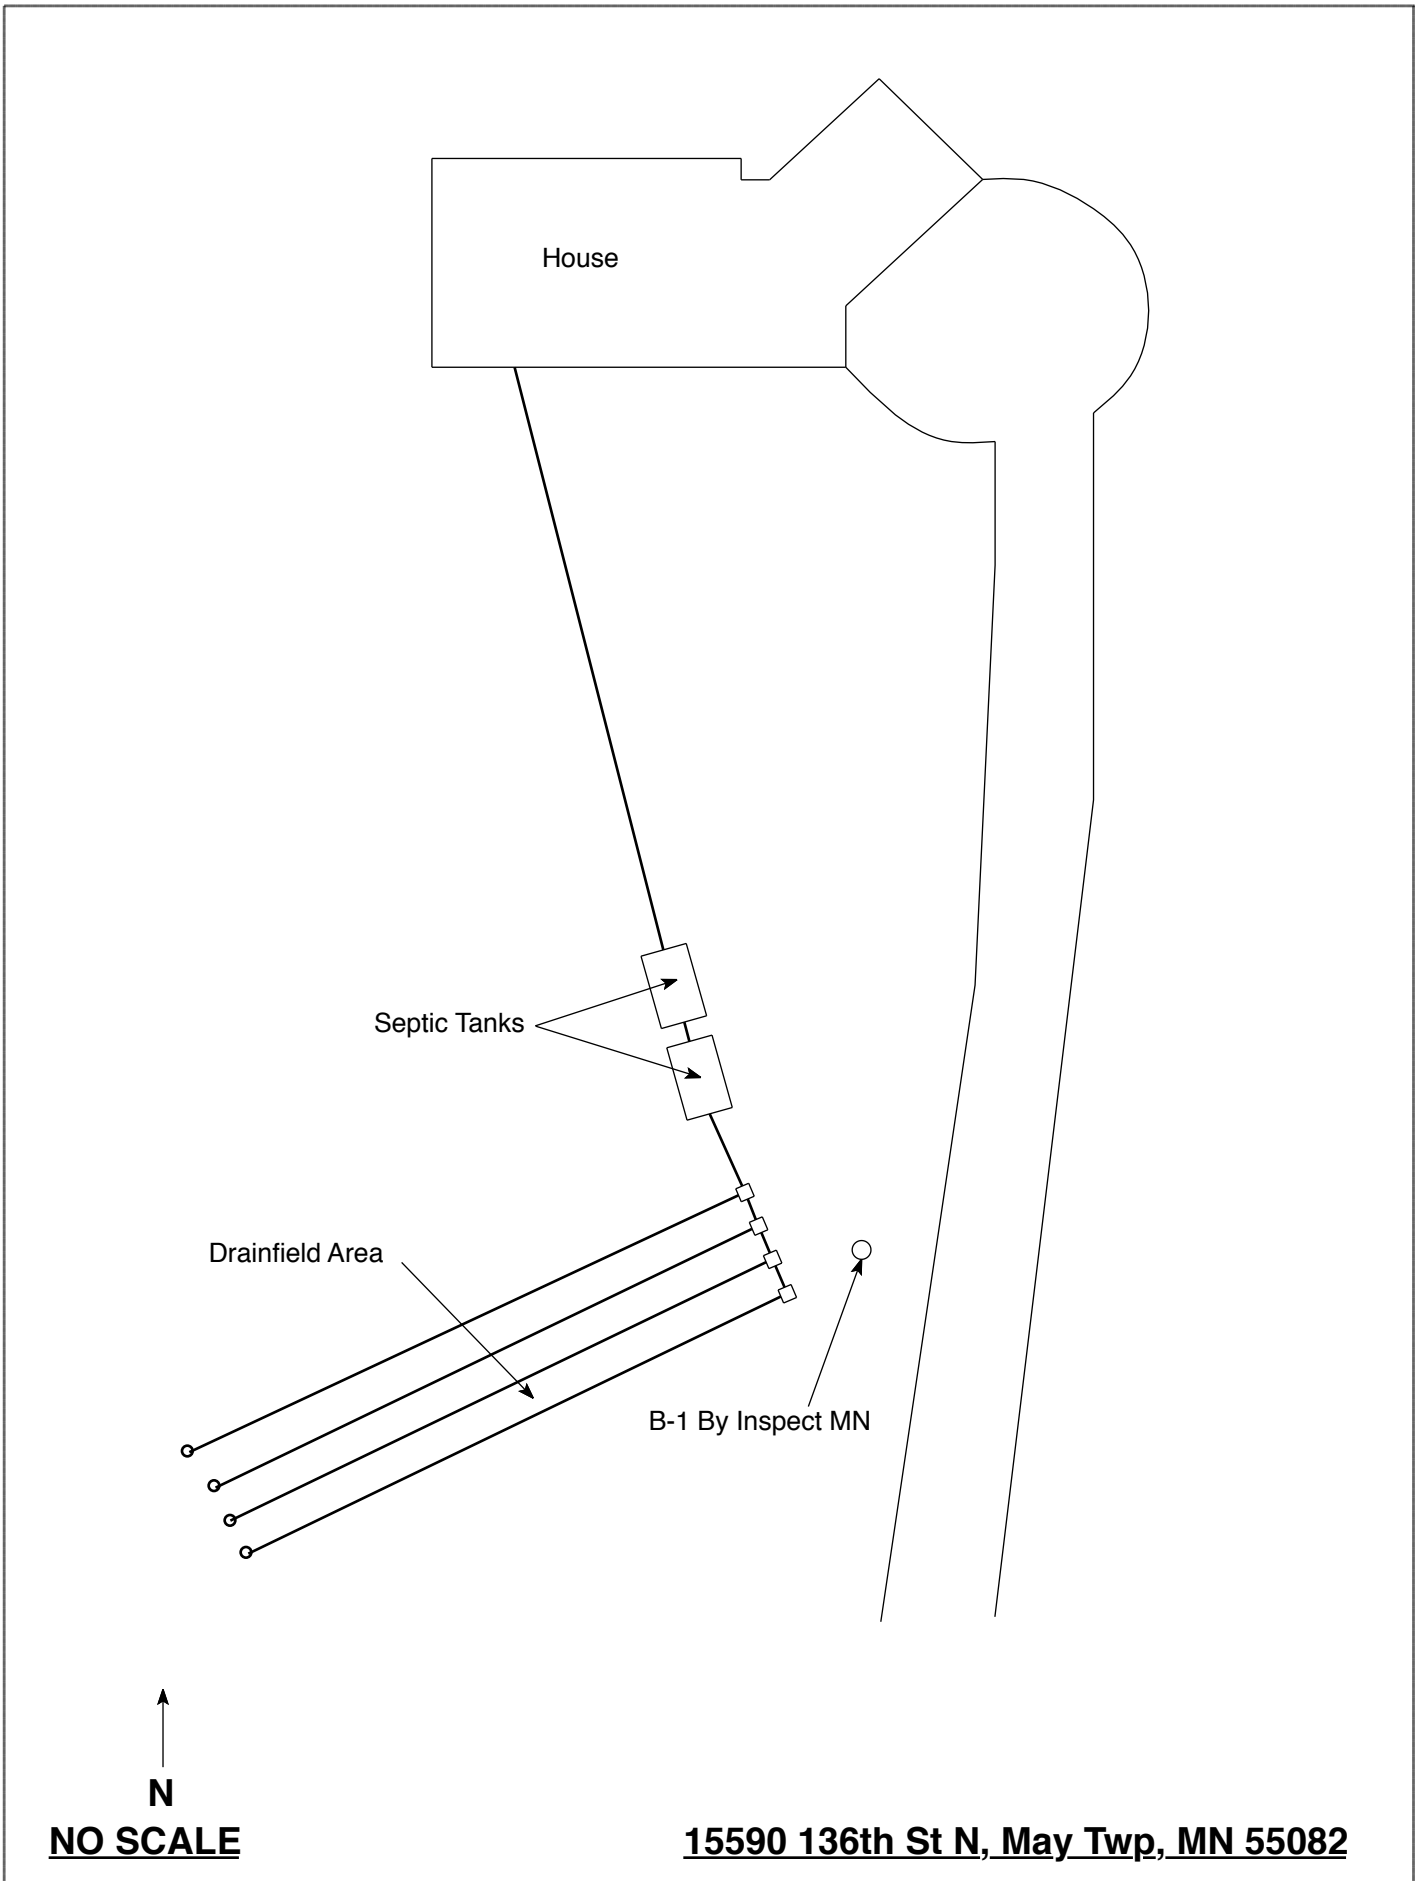 House
Septic Tanks
Drainfield Area
B-1 By Inspect MN
N
NO SCALE
15590 136th St N, May Twp, MN 55082